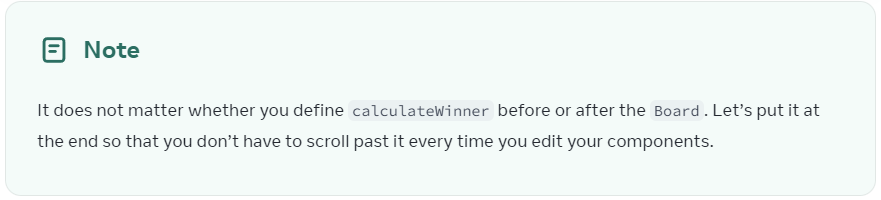 Note
It does not matter whether you define calculateWinner before or after the Board. Let’s put it at
the end so that you don’t have to scroll past it every time you edit your components.